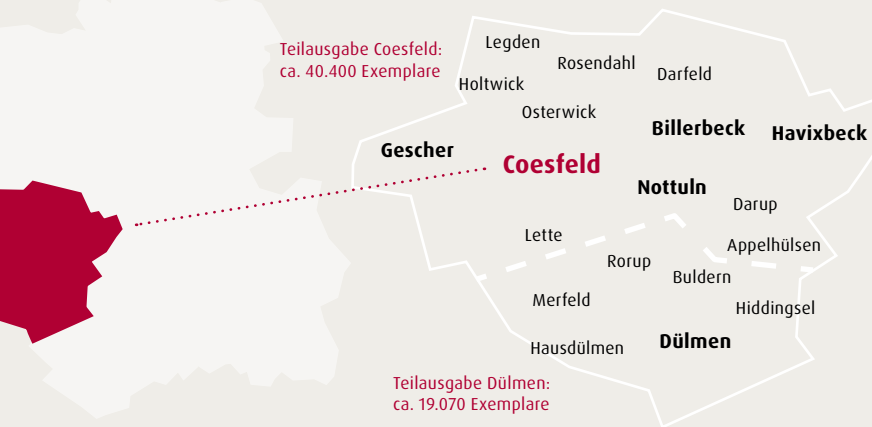 Teilausgabe Coesfeld:
ca. 40.400 Exemplare
Legden
Rosendahl
Darfeld
Holtwick
Osterwick
Billerbeck
Havixbeck
Gescher
Coesfeld
Nottuln
Darup
Lette
Appelhülsen
Rorup
Buldern
Merfeld
Hiddingsel
Hausdülmen
Dülmen
Teilausgabe Dülmen:
ca. 19.070 Exemplare